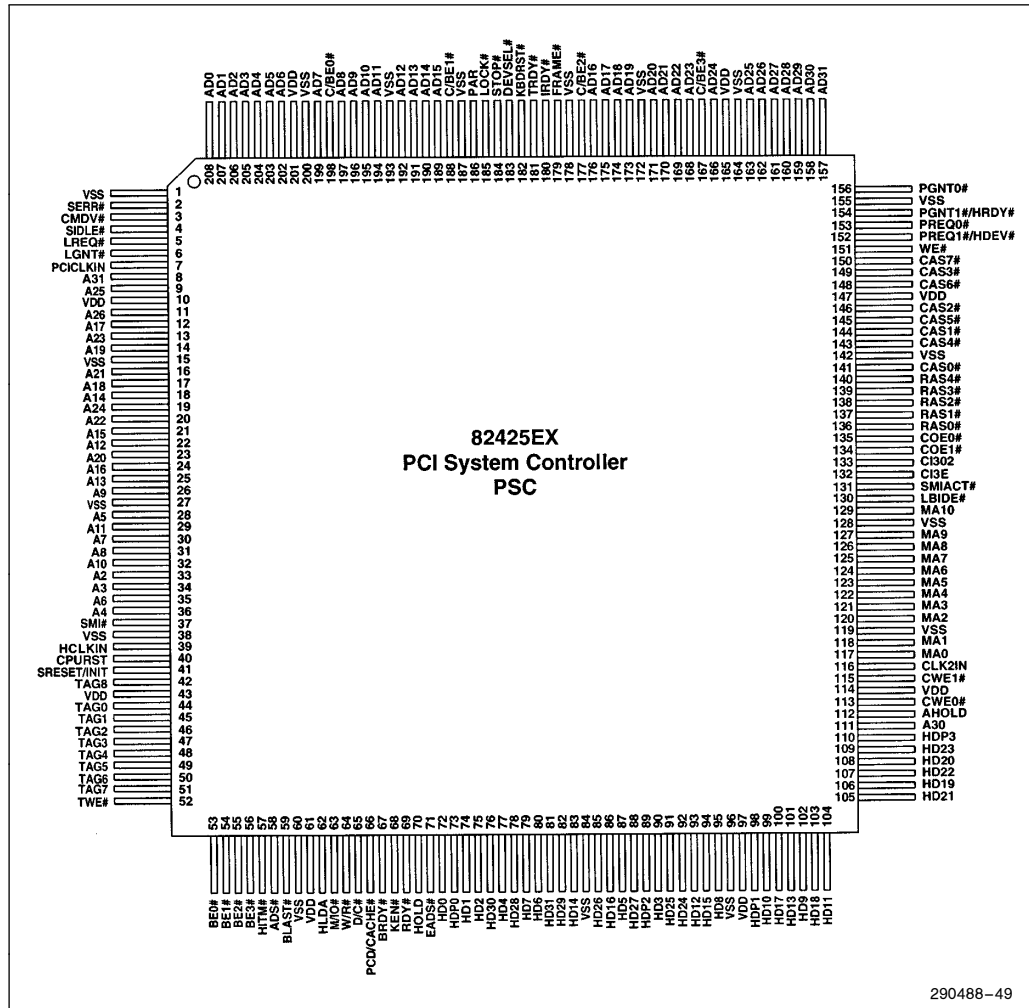 AD0
AD1
AD2
AD3
AD4
AD5
AD6
VDD
VSS
AD7
C/BE0#
AD8
AD9
AD10
AD11
VSS
AD12
AD13
AD14
AD15
C/BE1#
VSS
PAR
LOCK#
STOP#
DEVSEL#
KBDRST#
TRDY#
IRDY#
FRAME#
VSS
C/BE2#
AD16
AD17
AD18
AD19
VSS
AD20
AD21
AD22
AD23
C/BE3#
AD24
VDD
VSS
AD25
AD26
AD27
AD28
AD29
AD30
AD31
208
207
206
205
204
203
202
201
200
199
198
197
196
195
194
193
192
191
190
189
188
187
186
185
184
183
182
181
180
179
178
177
176
175
174
173
172
171
170
169
168
167
166
165
164
163
162
161
160
159
158
157
VSS 1
SERR# 2
CMDV# 3
SIDLE# 4
LREQ# 5
LGNT# 6
PCICLKIN 7
A31 8
A25 9
VDD 10
A26 11
A17 12
A23 13
A19 14
VSS 15
A21 16
A18 17
A14 18
A24 19
A22 20
A15 21
A12 22
A20 23
A16 24
A13 25
A9 26
VSS 27
A5 28
A11 29
A7 30
A8 31
A10 32
A2 33
A3 34
A6 35
A4 36
SMI# 37
VSS 38
HCLKIN 39
CPURST 40
SRESET/INIT 41
TAG8 42
VDD 43
TAG0 44
TAG1 45
TAG2 46
TAG3 47
TAG4 48
TAG5 49
TAG6 50
TAG7 51
TWE# 52
82425EX
PCI System Controller
PSC
156 PGNT0#
155 VSS
154 PGNT1#/HRDY#
153 PREQ0#
152 PREQ1#/HDEV#
151 WE#
150 CAS7#
149 CAS3#
148 CAS6#
147 VDD
146 CAS2#
145 CAS5#
144 CAS1#
143 CAS4#
142 VSS
141 CAS0#
140 RAS4#
139 RAS3#
138 RAS2#
137 RAS1#
136 RAS0#
135 COE0#
134 COE1#
133 CI302
132 CI3E
131 SMIACT#
130 LBIDE#
129 MA10
128 VSS
127 MA9
126 MA8
125 MA7
124 MA6
123 MA5
122 MA4
121 MA3
120 MA2
119 VSS
118 MA1
117 MA0
116 CLK2IN
115 CWE1#
114 VDD
113 CWE0#
112 AHOLD
111 A30
110 HDP3
109 HD23
108 HD20
107 HD22
106 HD19
105 HD21
53
54
55
56
57
58
59
60
61
62
63
64
65
66
67
68
69
70
71
72
73
74
75
76
77
78
79
80
81
82
83
84
85
86
87
88
89
90
91
92
93
94
95
96
97
98
99
100
101
102
103
104
BE0#
BE1#
BE2#
BE3#
HITM#
ADS#
BLAST#
VSS
VDD
HLDA
M/IO#
W/R#
D/C#
PCD/CACHE#
BRDY#
KEN#
RDY#
HOLD
EADS#
HD0
HDP0
HD1
HD2
HD30
HD4
HD28
HD7
HD6
HD31
HD29
HD14
VSS
HD26
HD16
HD5
HD27
HDP2
HD3
HD25
HD24
HD12
HD15
HD8
VSS
VDD
HDP1
HD10
HD17
HD13
HD9
HD18
HD11
290488–49